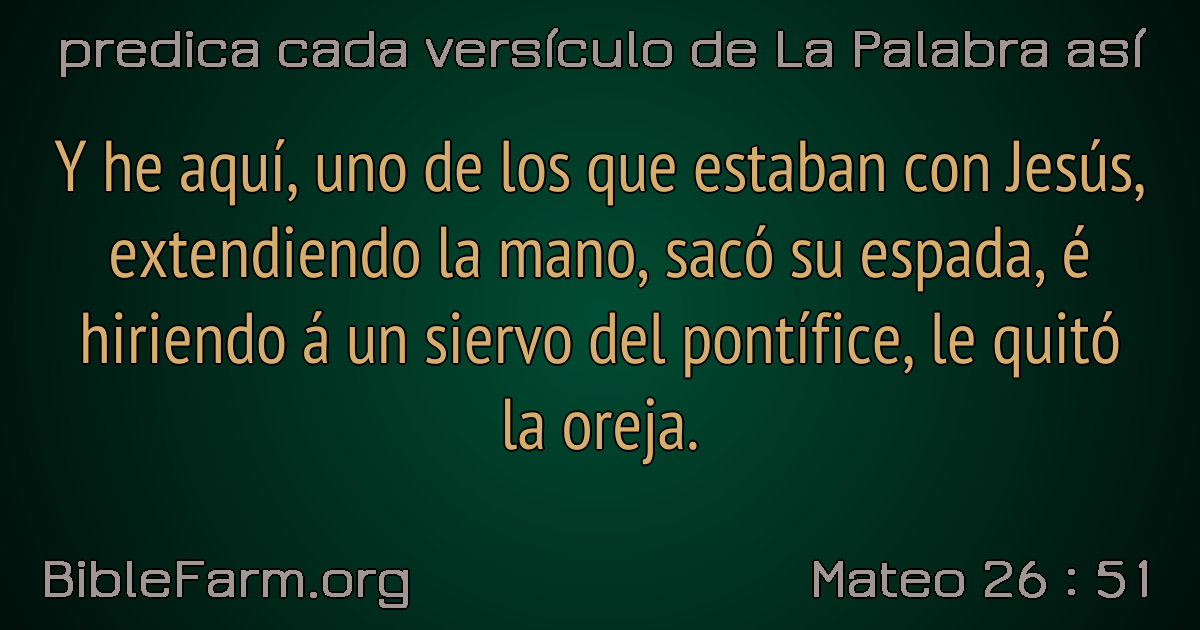 predica cada versículo de La Palabra así
Y he aquí, uno de los que estaban con Jesús,
extendiendo la mano, sacó su espada, é
hiriendo á un siervo del pontífice, le quitó
la oreja.
BibleFarm.org
Mateo 26 : 51